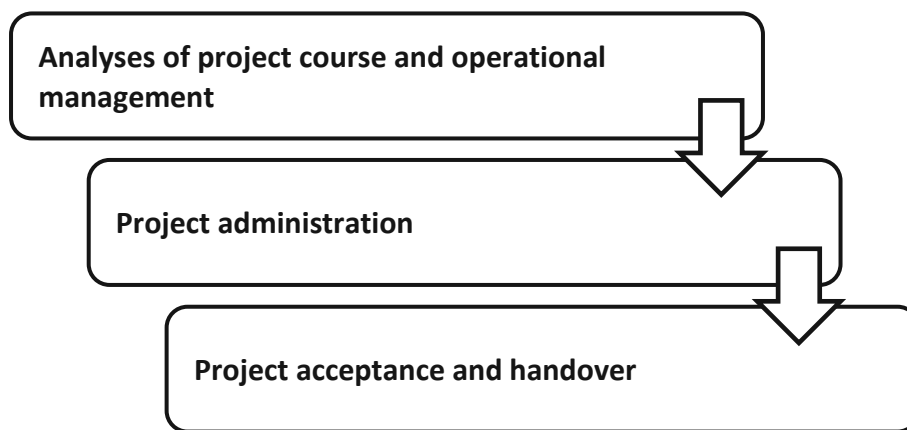 Analyses of project course and operational
management
Project administration
Project acceptance and handover